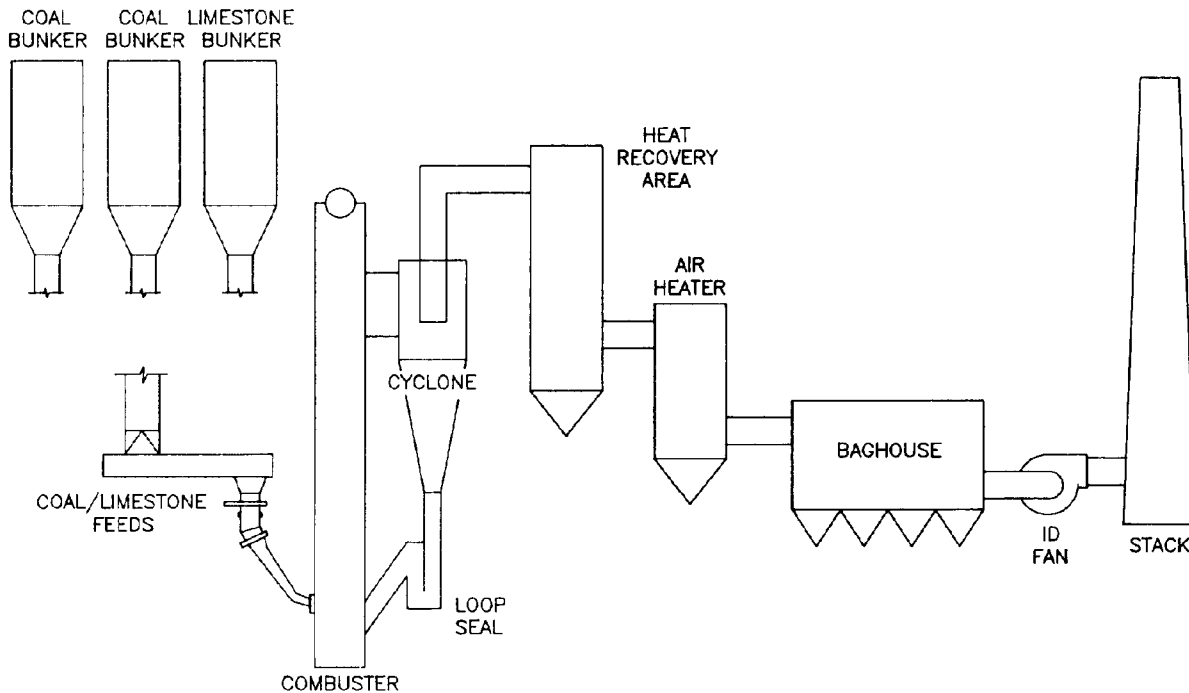 COAL
BUNKER
COAL
BUNKER
LIMESTONE
BUNKER
HEAT
RECOVERY
AREA
AIR
HEATER
CYCLONE
BAGHOUSE
COAL/LIMESTONE
FEEDS
ID
FAN
STACK
LOOP
SEAL
COMBUSTER